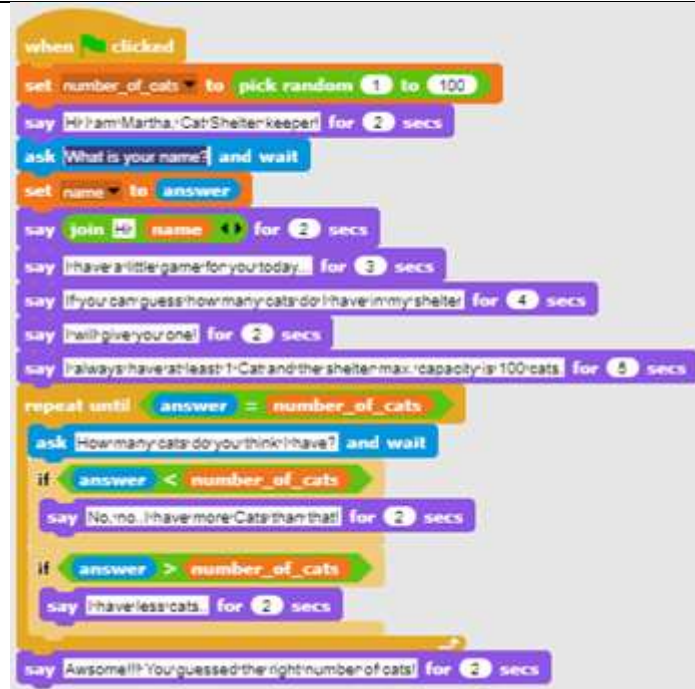 when clicked
set number_of_cats to pick random 1 to 100
say Hi! I am Martha, Cat Shelter keeper! for 2 secs
ask What is your name? and wait
set name to answer
say join Hi name for 2 secs
say I have a little game for you today... for 3 secs
say If you can guess how many cats do I have in my shelter for 4 secs
say I will give you one! for 2 secs
say I always have at least 1 Cat and the shelter max. capacity is 100 cats. for 5 secs
repeat until answer = number_of_cats
ask How many cats do you think I have? and wait
if answer < number_of_cats
say No, no.. I have more Cats than that! for 2 secs
if answer > number_of_cats
say I have less cats.. for 2 secs
say Awsome!!! You guessed the right number of cats! for 2 secs